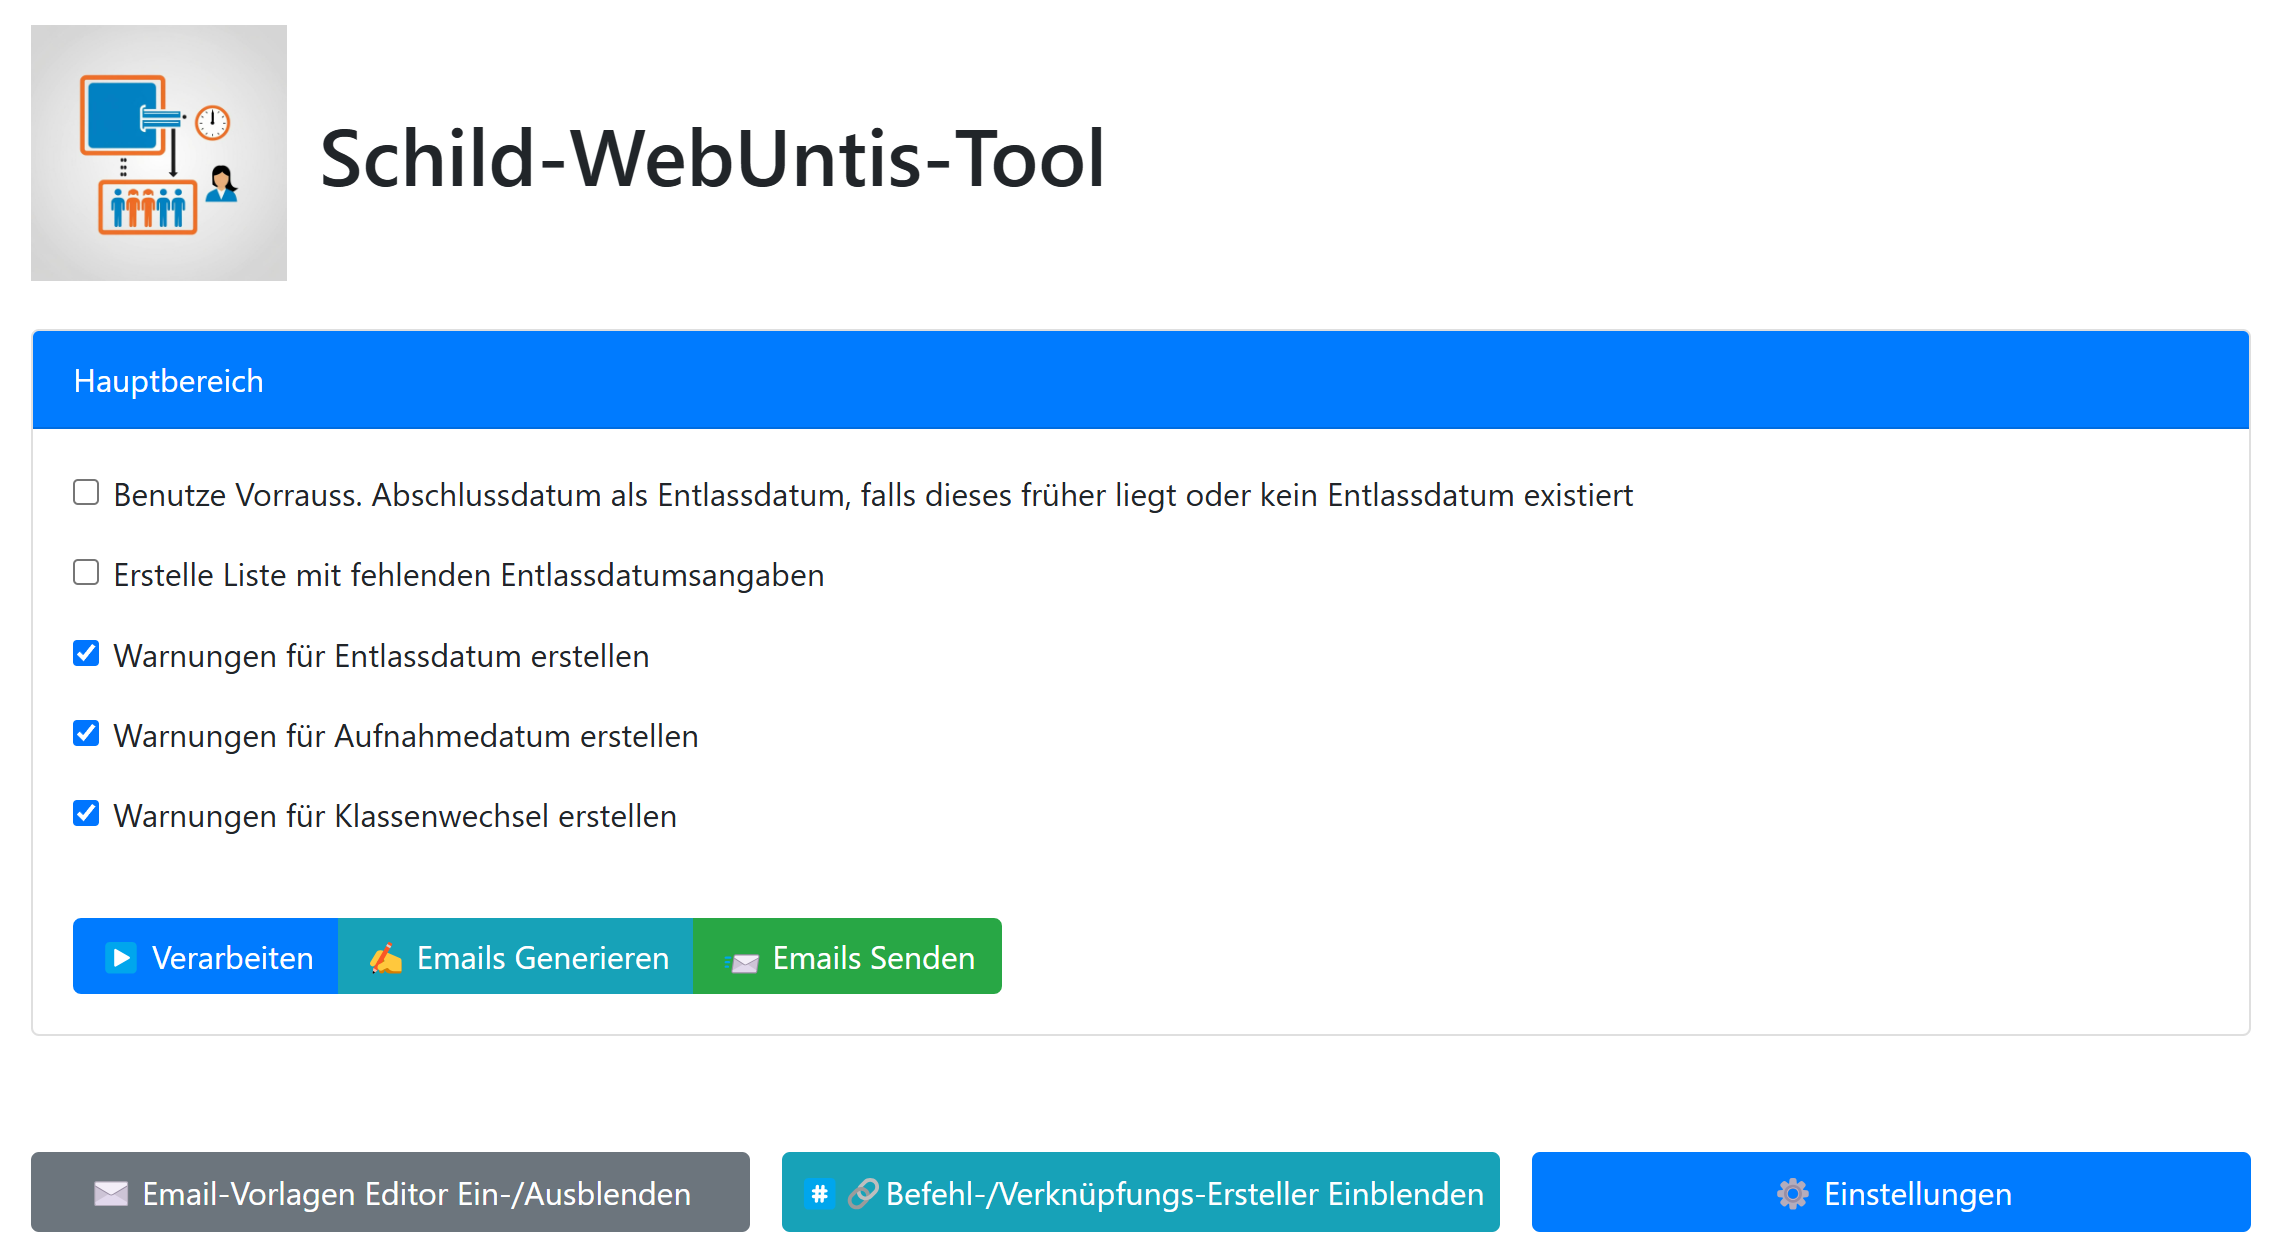 Schild-WebUntis-Tool
Hauptbereich
Benutze Vorrauss. Abschlussdatum als Entlassdatum, falls dieses früher liegt oder kein Entlassdatum existiert
Erstelle Liste mit fehlenden Entlassdatumsangaben
Warnungen für Entlassdatum erstellen
Warnungen für Aufnahmedatum erstellen
Warnungen für Klassenwechsel erstellen
Verarbeiten Emails Generieren Emails Senden
Email-Vorlagen Editor Ein-/Ausblenden # Befehl-/Verknüpfungs-Ersteller Einblenden Einstellungen